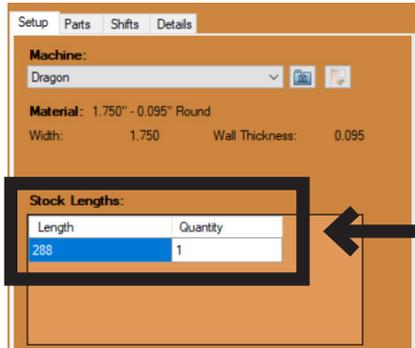 Setup Parts Shifts Details
Machine:
Dragon
Material: 1.750" - 0.095" Round
Width: 1.750 Wall Thickness: 0.095
Stock Lengths:
Length Quantity
288 1